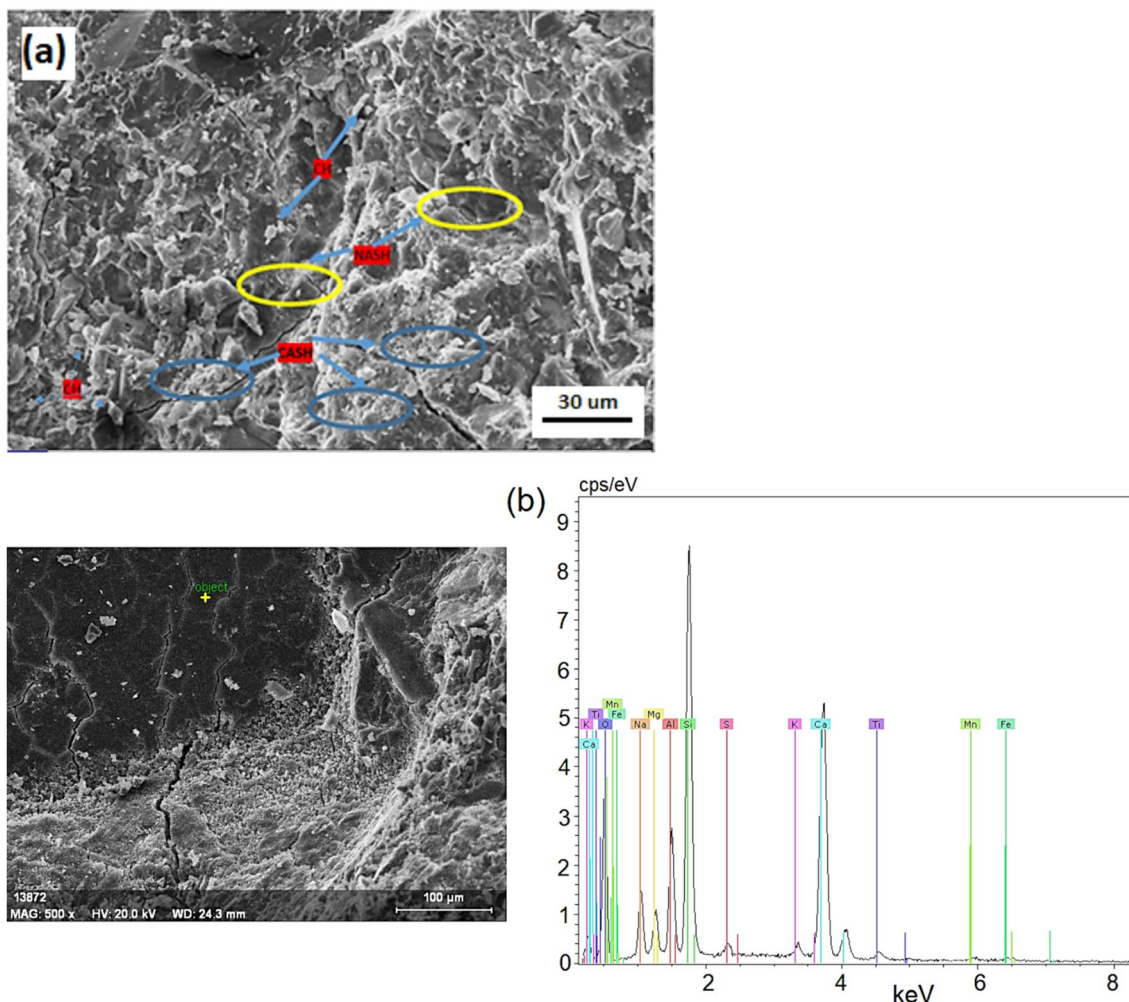 (a)
CH
NASH
CASH
CH
30 um
(b)
cps/eV
9
8
7
6
5
4
3
2
1
0
Mn
Ti Fe Mg
K O Na Al Si S K Ca Ti Mn Fe
Ca
2 4 6 8
keV
object
13872
MAG: 500 x HV: 20.0 kV WD: 24.3 mm
100 µm